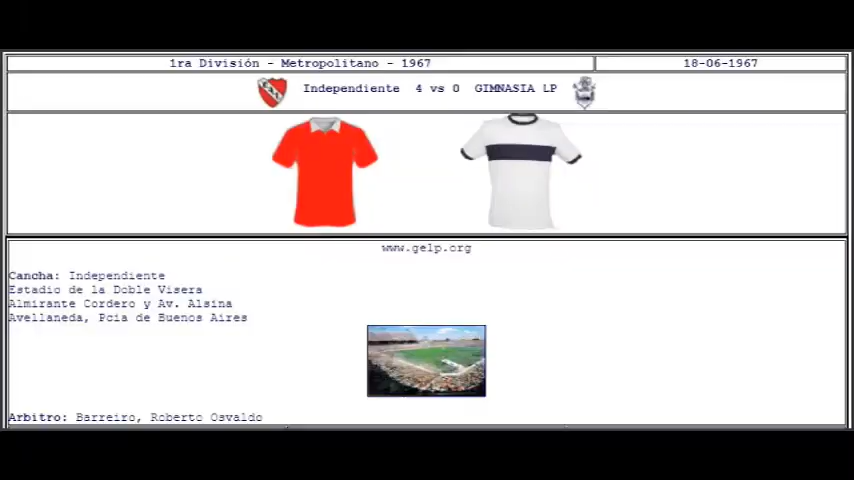 1ra División - Metropolitano - 1967
18-06-1967
Independiente 4 vs 0 GIMNASIA LP
www.gelp.org
Cancha: Independiente
Estadio de la Doble Visera
Almirante Cordero y Av. Alsina
Avellaneda, Pcia de Buenos Aires
Arbitro: Barreiro, Roberto Osvaldo